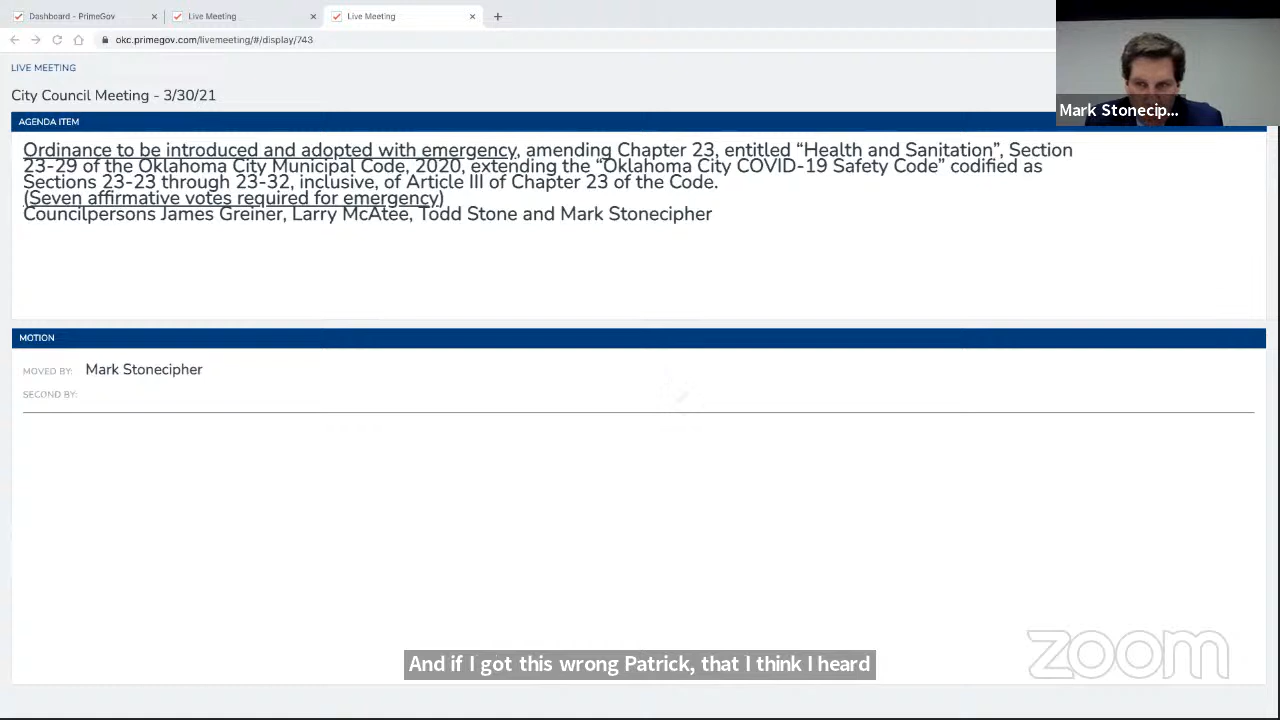 Dashboard - PrimeGov
Live Meeting
Live Meeting
okc.primegov.com/livemeeting/#/display/743
LIVE MEETING
City Council Meeting - 3/30/21
AGENDA ITEM
Ordinance to be introduced and adopted with emergency, amending Chapter 23, entitled “Health and Sanitation”, Section
23-29 of the Oklahoma City Municipal Code, 2020, extending the “Oklahoma City COVID-19 Safety Code” codified as
Sections 23-23 through 23-32, inclusive, of Article III of Chapter 23 of the Code.
(Seven affirmative votes required for emergency)
Councilpersons James Greiner, Larry McAtee, Todd Stone and Mark Stonecipher
Mark Stonecip...
MOTION
MOVED BY: Mark Stonecipher
SECOND BY:
And if I got this wrong Patrick, that I think I heard
zoom